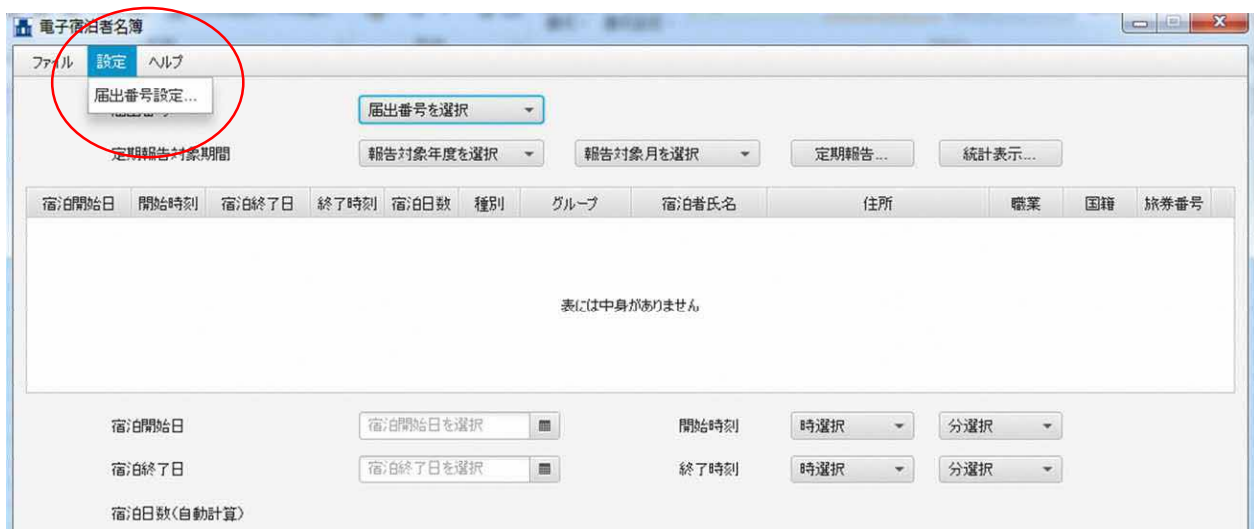 電子宿泊者名簿
ファイル 設定 ヘルプ
届出番号設定...
届出番号を選択
定期報告対象期間 報告対象年度を選択 報告対象月を選択 定期報告... 統計表示...
宿泊開始日 開始時刻 宿泊終了日 終了時刻 宿泊日数 種別 グループ 宿泊者氏名 住所 職業 国籍 旅券番号
表には中身がありません
宿泊開始日 宿泊開始日を選択 開始時刻 時選択 分選択
宿泊終了日 宿泊終了日を選択 終了時刻 時選択 分選択
宿泊日数(自動計算)